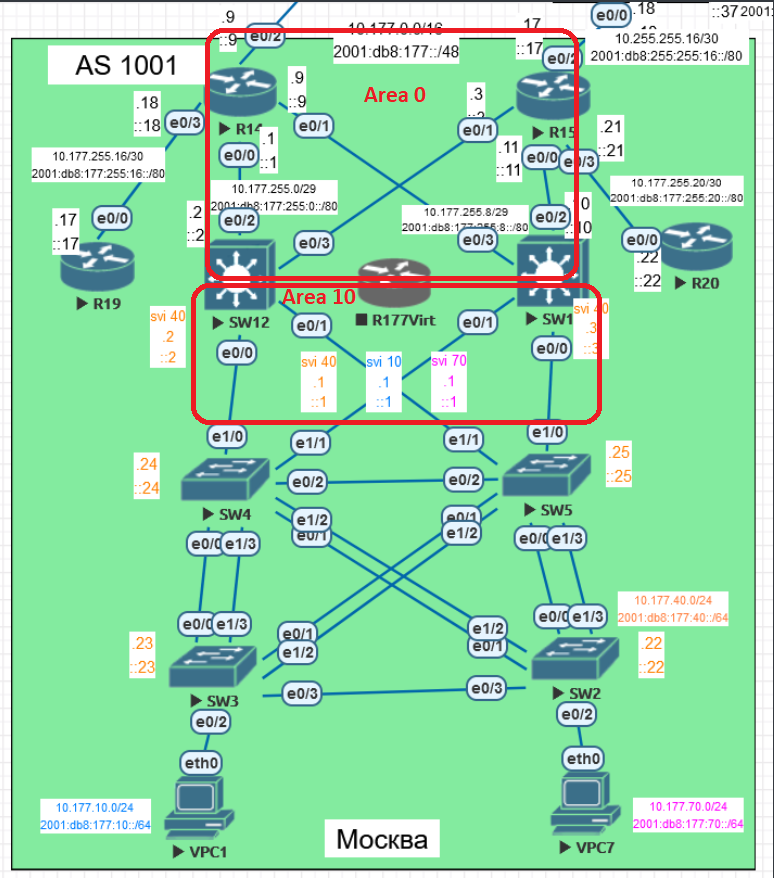 .9
::9
e0/2
10.177.0.0/16
2001:db8:177::/48
17
::17
e0/0
.18
::37
10.255.255.16/30
2001:db8:255:255:16::/80
AS 1001
Area 0
e0/2
.9
::9
.3
.18
::18
e0/3
R14
e0/1
e0/1
R15
.21
::21
.1
::1
e0/0
.11
::11
e0/0
e0/3
10.177.255.16/30
2001:db8:177:255:16::/80
10.177.255.0/29
2001:db8:177:255:0::/80
10.177.255.20/30
2001:db8:177:255:20::/80
.17
::17
e0/0
.2
::2
e0/2
e0/3
10.177.255.8/29
e0/3
e0/2
::10
e0/0
.22
::22
R19
R20
Area 10
SW12
R177Virt
SW1
svi 40
.2
::2
e0/1
e0/1
svi 40
.3
::3
e0/0
e0/0
svi 40
.1
::1
svi 10
.1
::1
svi 70
.1
::1
e1/0
e1/1
e1/1
e1/0
.24
::24
e0/2
e0/2
.25
::25
SW4
SW5
e1/2
e0/1
e0/1
e1/2
e0/0
e1/3
e0/0
e1/3
10.177.40.0/24
2001:db8:177:40::/64
e0/0
e1/3
e0/1
e1/2
e1/2
e0/1
e0/0
e1/3
.23
::23
.22
::22
SW3
e0/3
e0/3
SW2
e0/2
e0/2
eth0
eth0
10.177.10.0/24
2001:db8:177:10::/64
10.177.70.0/24
2001:db8:177:70::/64
Москва
VPC1
VPC7